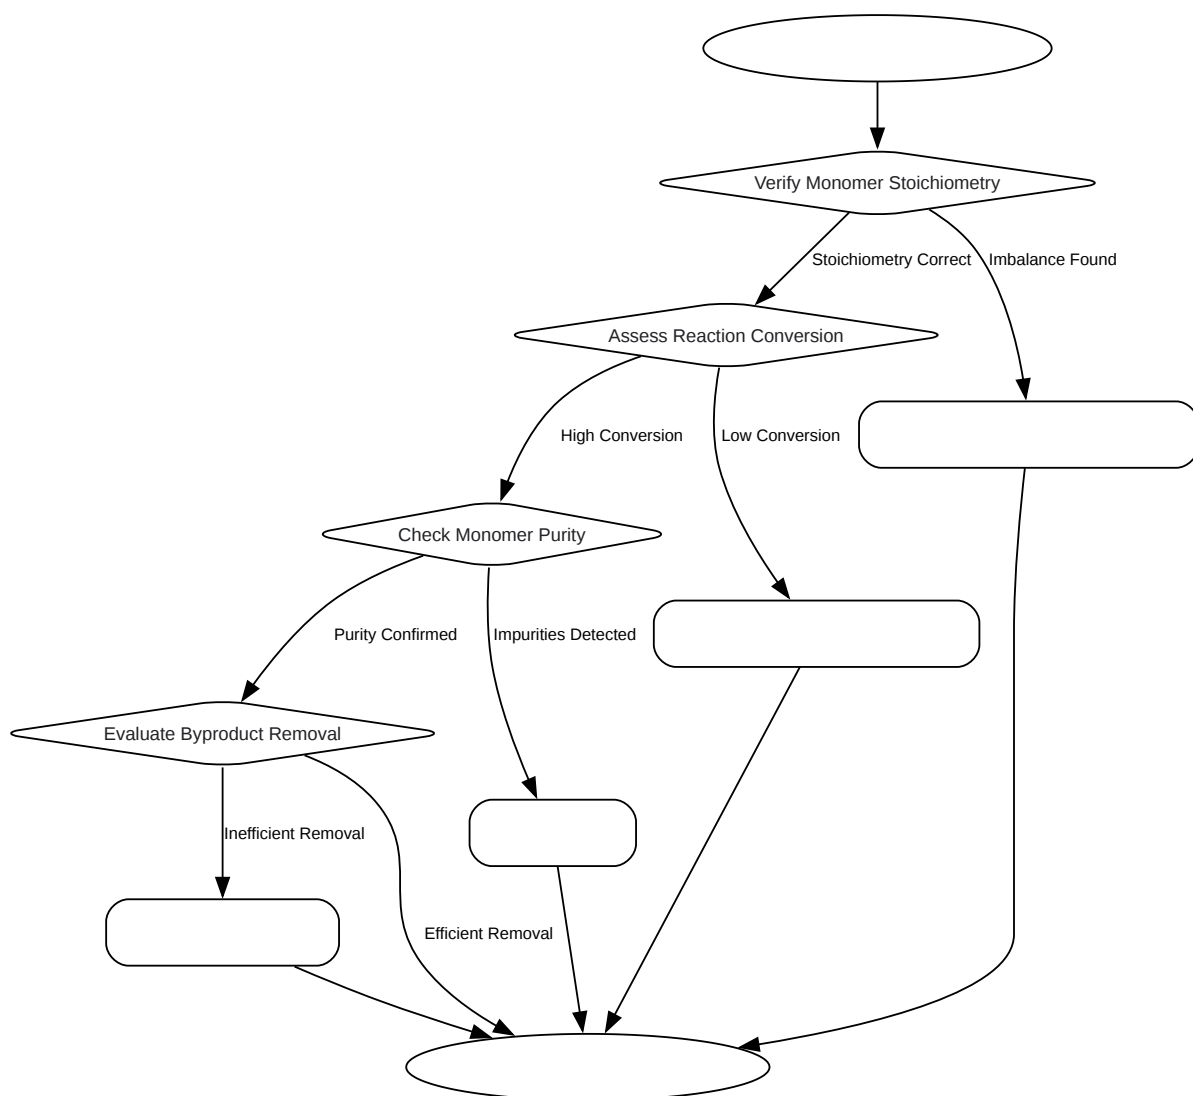 Verify Monomer Stoichiometry
Stoichiometry Correct
Imbalance Found
Assess Reaction Conversion
High Conversion
Low Conversion
Check Monomer Purity
Purity Confirmed
Impurities Detected
Evaluate Byproduct Removal
Inefficient Removal
Efficient Removal